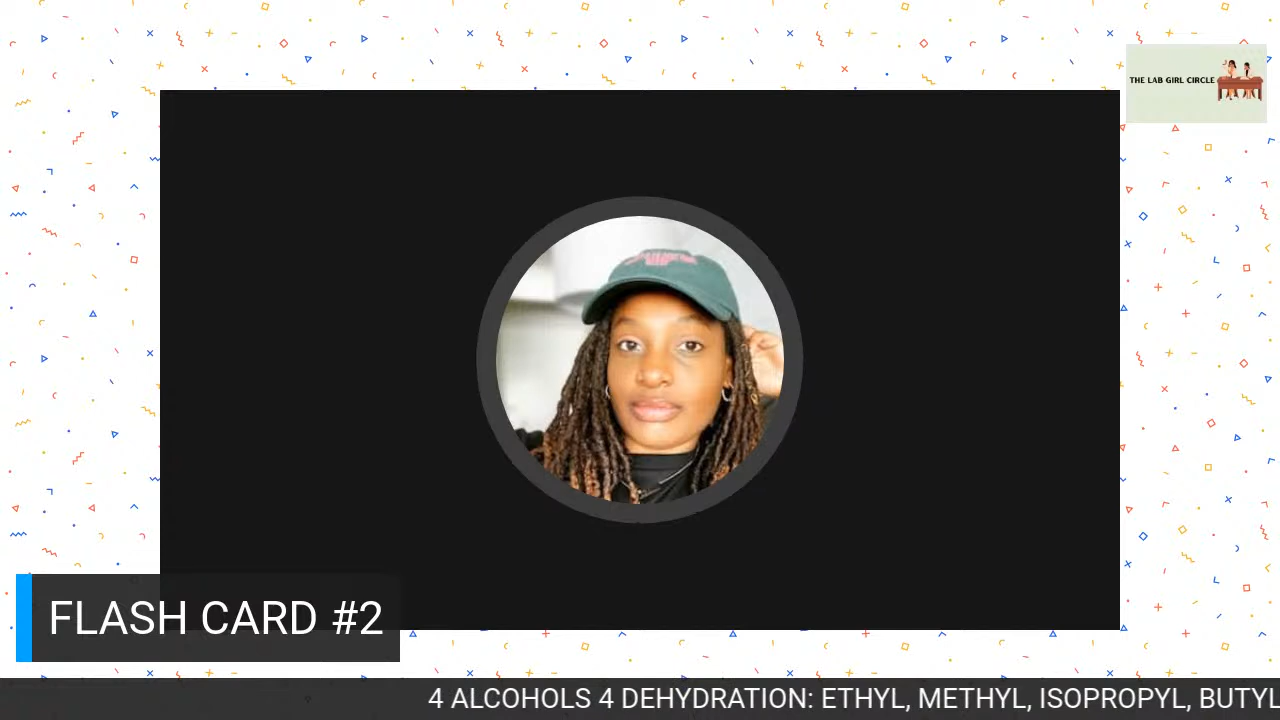 THE LAB GIRL CIRCLE
FLASH CARD #2
4 ALCOHOLS 4 DEHYDRATION: ETHYL, METHYL, ISOPROPYL, BUTYL